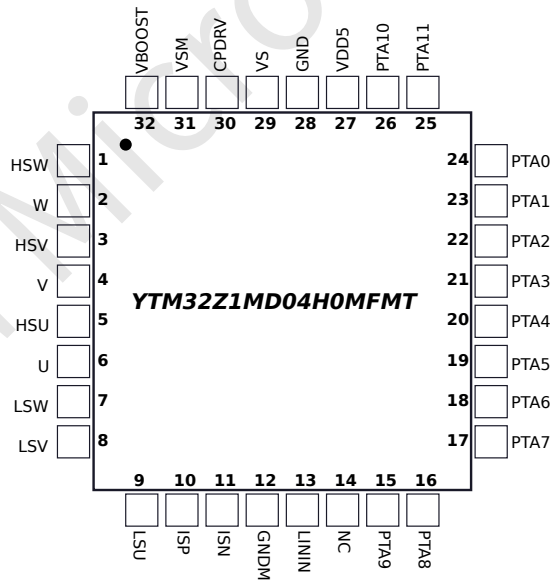 VBOOST
VSM
CPDRV
VS
GND
VDD5
PTA10
PTA11
32 31 30 29 28 27 26 25
HSW 1
W 2
HSV 3
V 4
HSU 5
U 6
LSW 7
LSV 8
24 PTA0
23 PTA1
22 PTA2
21 PTA3
20 PTA4
19 PTA5
18 PTA6
17 PTA7
YTM32Z1MD04H0MFMT
9 10 11 12 13 14 15 16
LSU
ISP
ISN
GNDM
LININ
NC
PTA9
PTA8
Micro